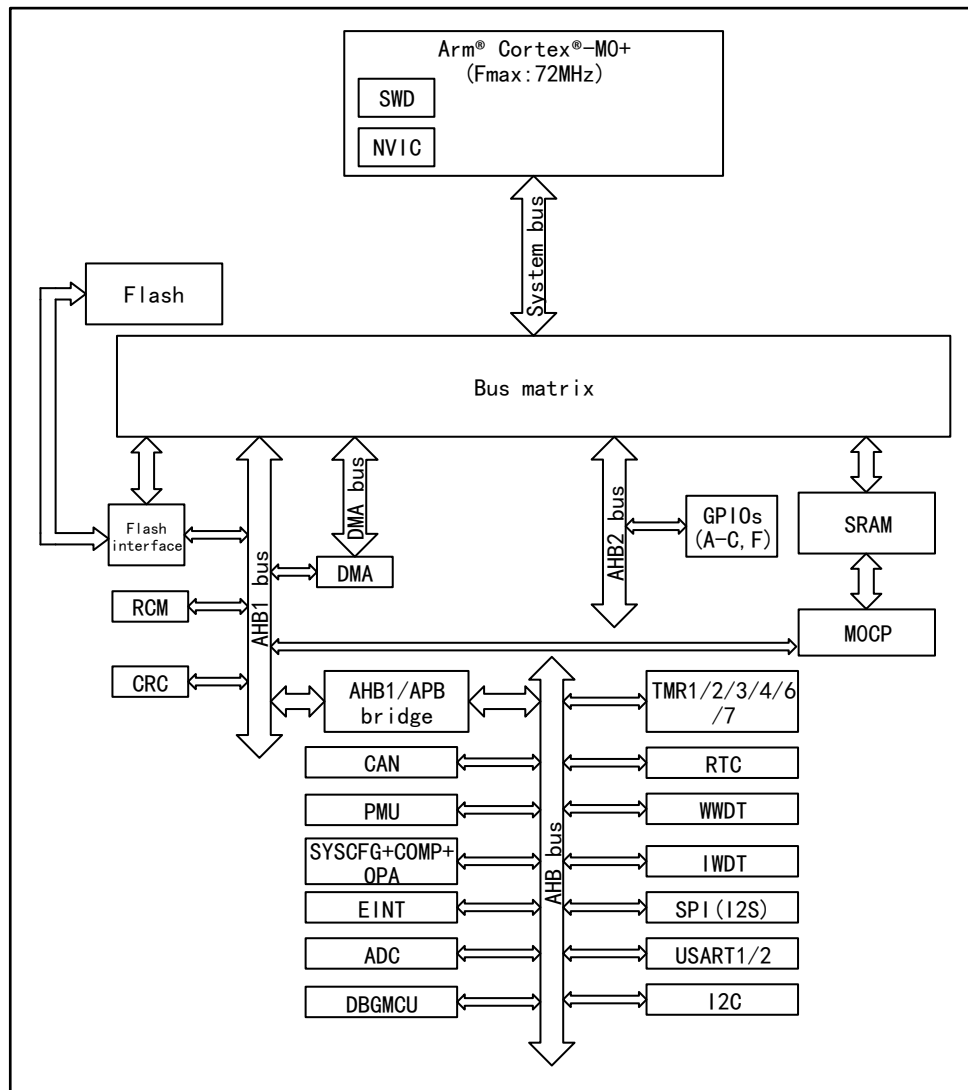 Arm® Cortex®-M0+
(Fmax:72MHz)
SWD
NVIC
System bus
Flash
Bus matrix
Flash
interface
AHB1 bus
DMA bus
DMA
AHB2 bus
GPIOs
(A-C,F)
SRAM
RCM
M0CP
CRC
AHB1/APB
bridge
AHB bus
TMR1/2/3/4/6
/7
CAN
RTC
PMU
WWDT
SYSCFG+COMP+
OPA
IWDT
EINT
SPI(I2S)
ADC
USART1/2
DBGMCU
I2C